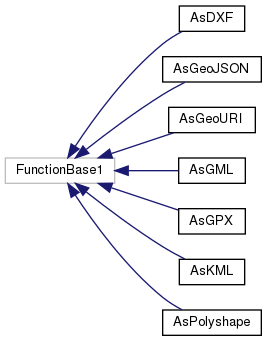 AsDXF
AsGeoJSON
AsGeoURI
FunctionBase1
AsGML
AsGPX
AsKML
AsPolyshape